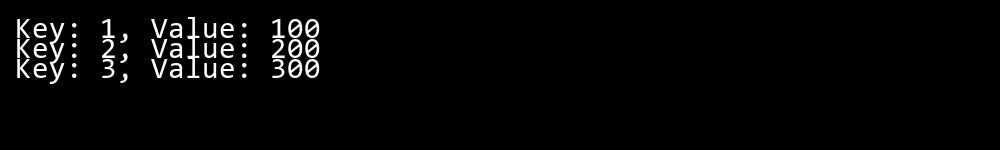 Key: 1, Value: 100
Key: 2, Value: 200
Key: 3, Value: 300